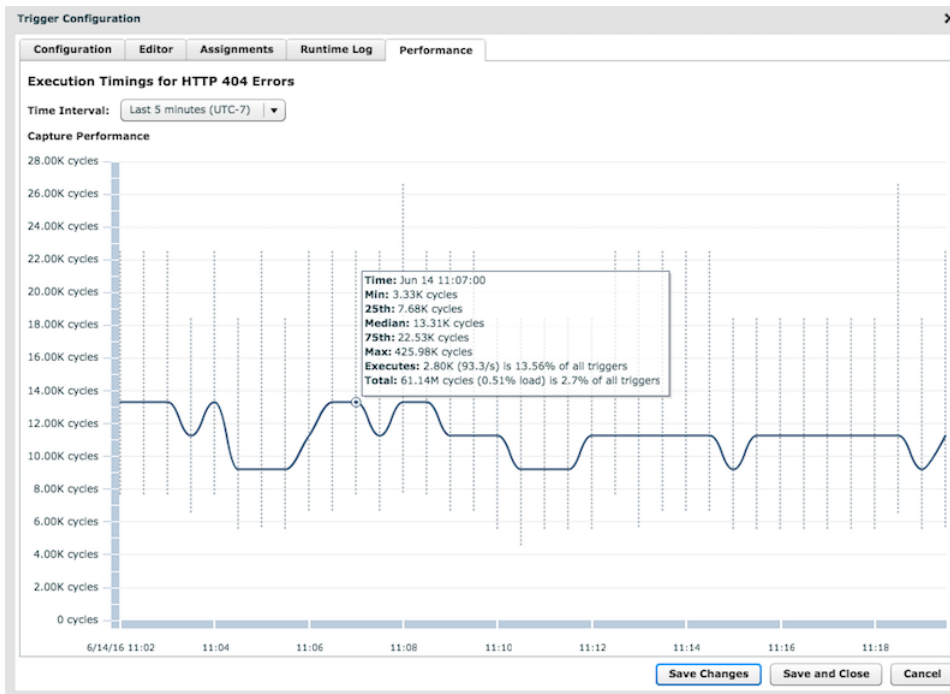 Trigger Configuration
Configuration Editor Assignments Runtime Log Performance
Execution Timings for HTTP 404 Errors
Time Interval: Last 5 minutes (UTC-7)
Capture Performance
28.00K cycles
26.00K cycles
24.00K cycles
22.00K cycles
20.00K cycles
18.00K cycles
16.00K cycles
14.00K cycles
12.00K cycles
10.00K cycles
8.00K cycles
6.00K cycles
4.00K cycles
2.00K cycles
0 cycles
Time: Jun 14 11:07:00
Min: 3.33K cycles
25th: 7.68K cycles
Median: 13.31K cycles
75th: 22.53K cycles
Max: 425.98K cycles
Executes: 2.80K (93.3/s) is 13.56% of all triggers
Total: 61.14M cycles (0.51% load) is 2.7% of all triggers
6/14/16 11:02 11:04 11:06 11:08 11:10 11:12 11:14 11:16 11:18
Save Changes Save and Close Cancel